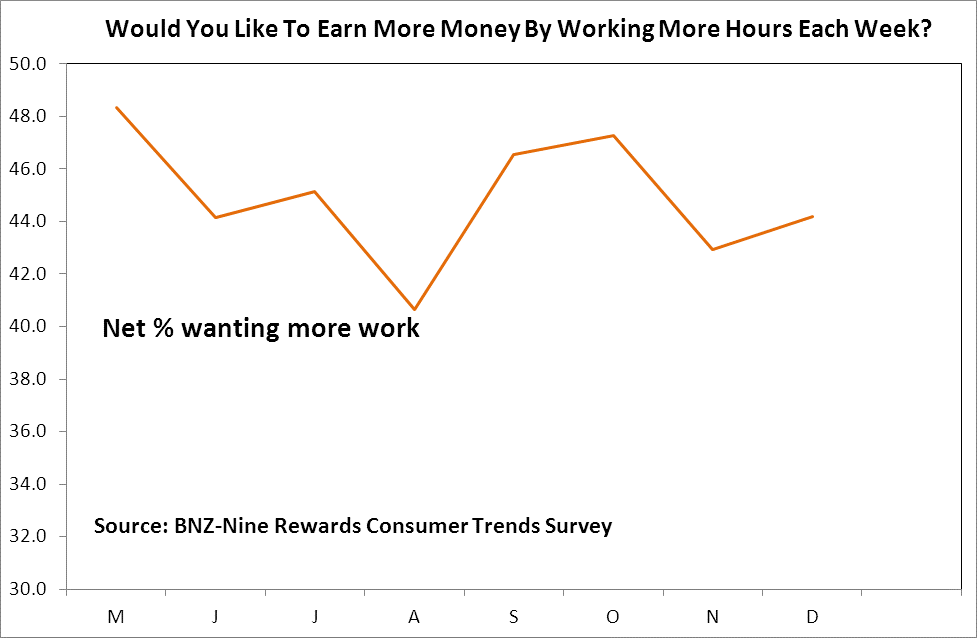 Would You Like To Earn More Money By Working More Hours Each Week?
50.0
48.0
46.0
44.0
42.0
40.0
Net % wanting more work
38.0
36.0
34.0
Source: BNZ-Nine Rewards Consumer Trends Survey
32.0
30.0
M J J A S O N D